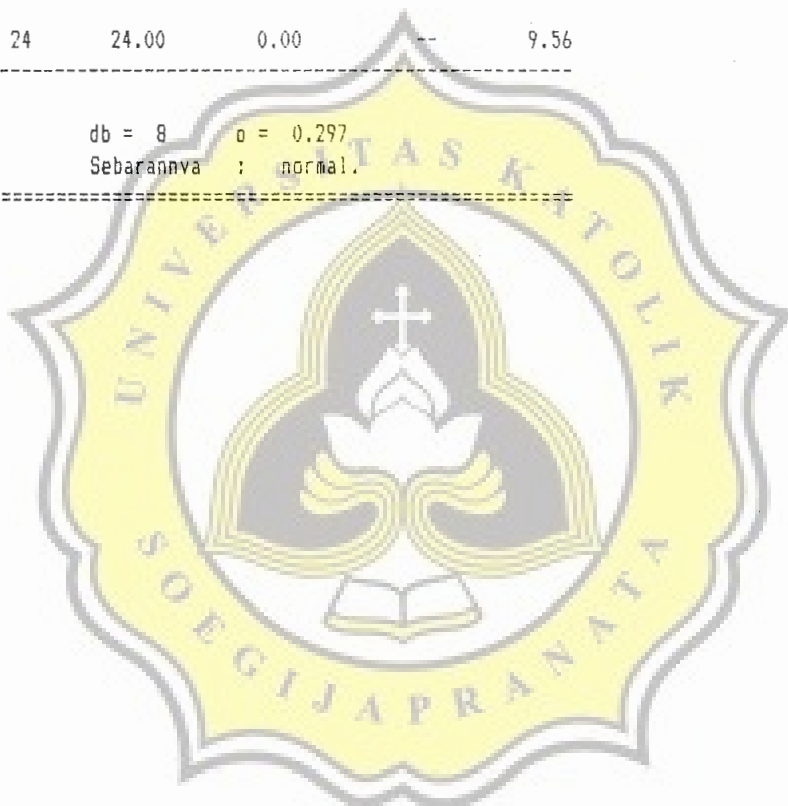 24 24.00 0.00 -- 9.56
db = 8 p = 0.297
Sebarannya : normal.
UNIVERSITAS KATOLIK
SOEGIJAPRANATA